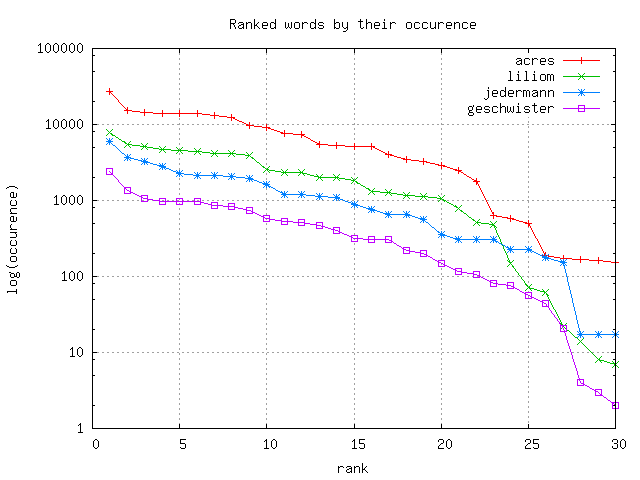 Ranked words by their occurence
100000
10000
1000
100
10
1
log(occurence)
acres
liliom
jedermann
geschwister
0 5 10 15 20 25 30
rank